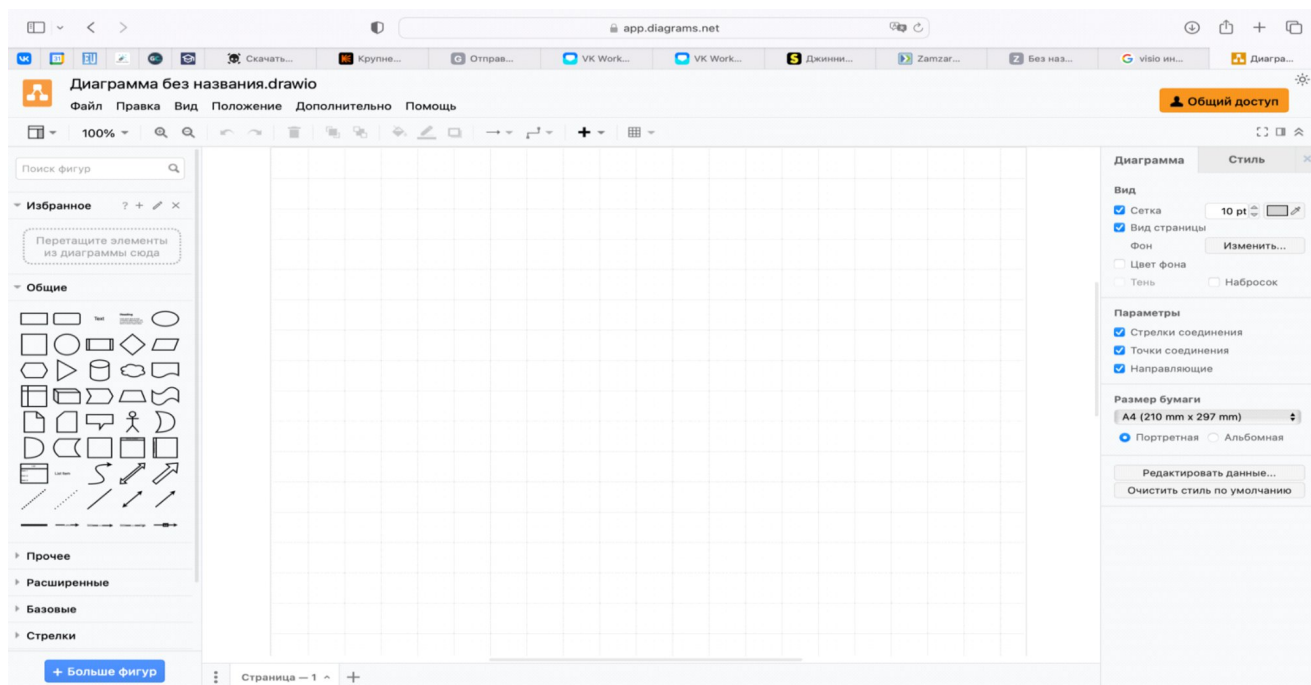 app.diagrams.net
Скачать...
Крупне...
Отправ...
VK Work...
VK Work...
Джинни...
Zamzar...
Без наз...
visio ин...
Диагра...
Диаграмма без названия.drawio
Файл Правка Вид Положение Дополнительно Помощь
Общий доступ
100%
Поиск фигур
Избранное
Перетащите элементы
из диаграммы сюда
Общие
Text
Heading
List Item
Прочее
Расширенные
Базовые
Стрелки
+ Больше фигур
Страница — 1
Диаграмма Стиль
Вид
Сетка 10 pt
Вид страницы
Фон Изменить...
Цвет фона
Тень Набросок
Параметры
Стрелки соединения
Точки соединения
Направляющие
Размер бумаги
A4 (210 mm x 297 mm)
Портретная Альбомная
Редактировать данные...
Очистить стиль по умолчанию